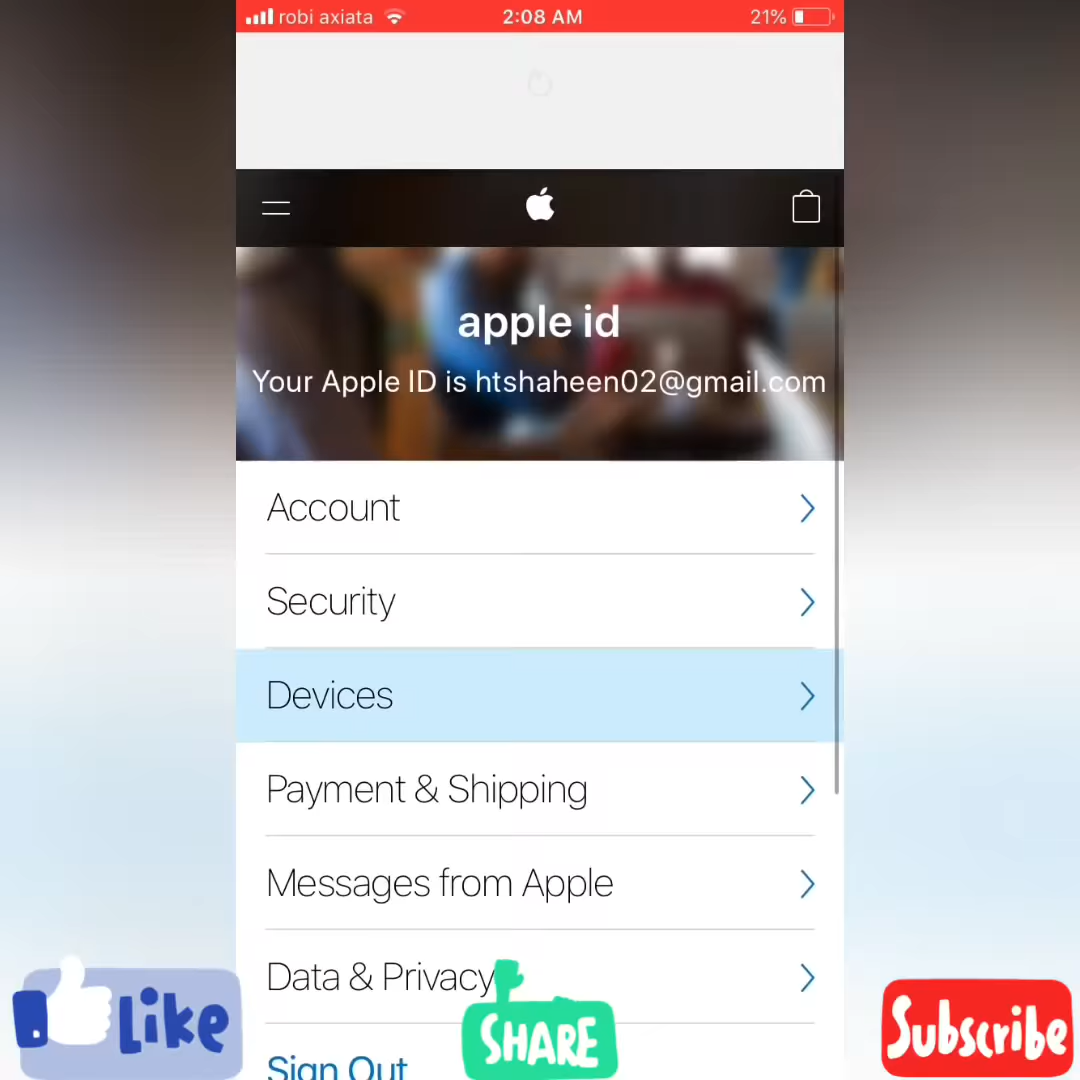 robi axiata 2:08 AM 21%
apple id
Your Apple ID is htshaheen02@gmail.com
Account
Security
Devices
Payment & Shipping
Messages from Apple
Data & Privacy
Sign Out
Like
SHARE
Subscribe